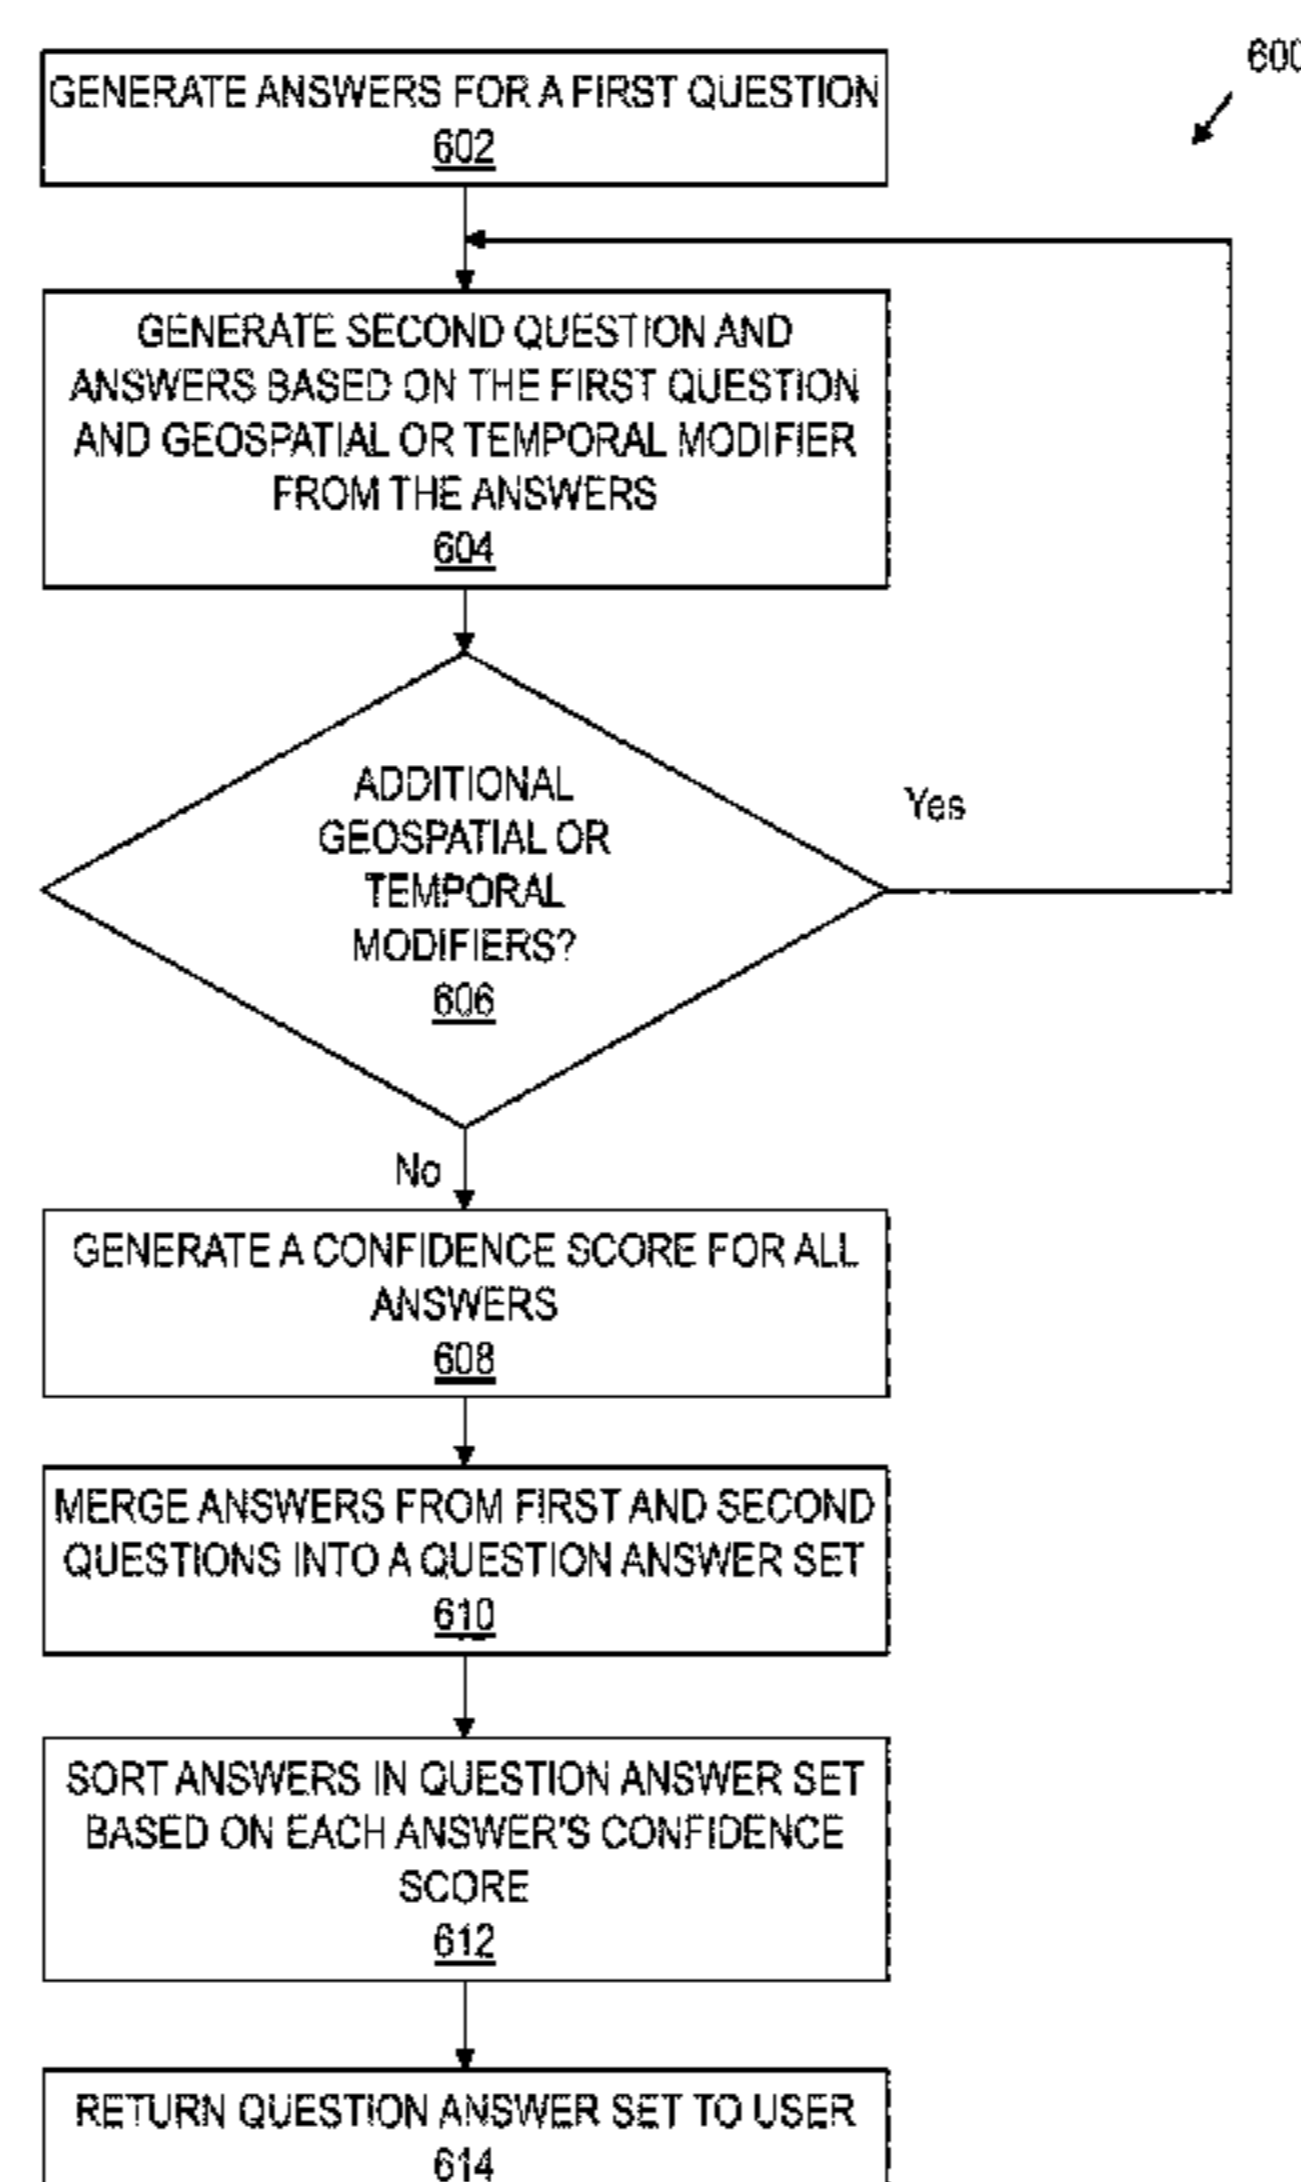 600
GENERATE ANSWERS FOR A FIRST QUESTION
602
GENERATE SECOND QUESTION AND
ANSWERS BASED ON THE FIRST QUESTION
AND GEOSPATIAL OR TEMPORAL MODIFIER
FROM THE ANSWERS
604
ADDITIONAL
GEOSPATIAL OR
TEMPORAL
MODIFIERS?
606
Yes
No
GENERATE A CONFIDENCE SCORE FOR ALL
ANSWERS
608
MERGE ANSWERS FROM FIRST AND SECOND
QUESTIONS INTO A QUESTION ANSWER SET
610
SORT ANSWERS IN QUESTION ANSWER SET
BASED ON EACH ANSWER'S CONFIDENCE
SCORE
612
RETURN QUESTION ANSWER SET TO USER
614